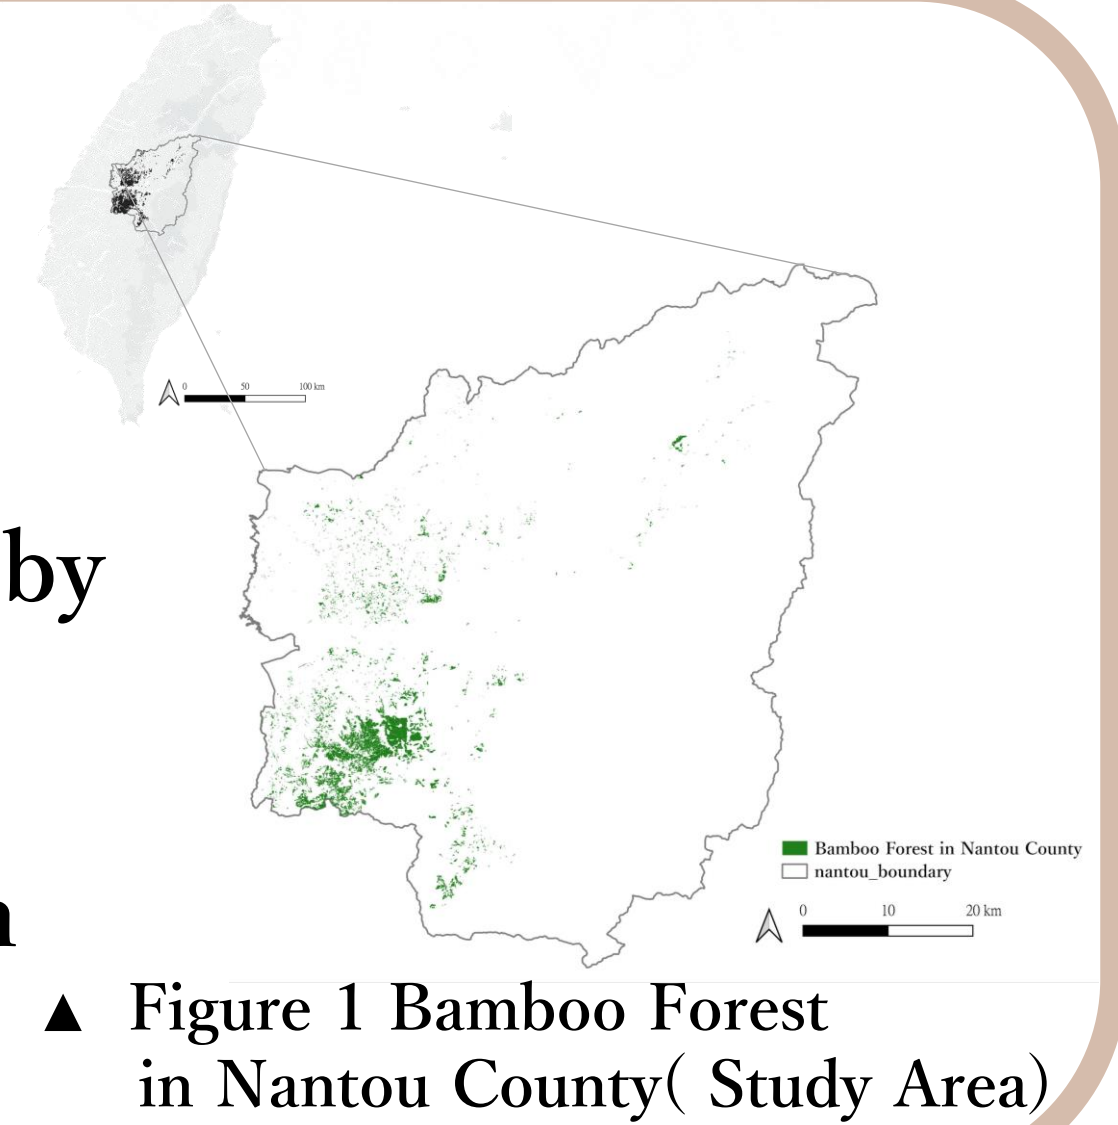 0 50 100 km
by
n
Bamboo Forest in Nantou County
nantou_boundary
0 10 20 km
▲ Figure 1 Bamboo Forest
in Nantou County( Study Area)